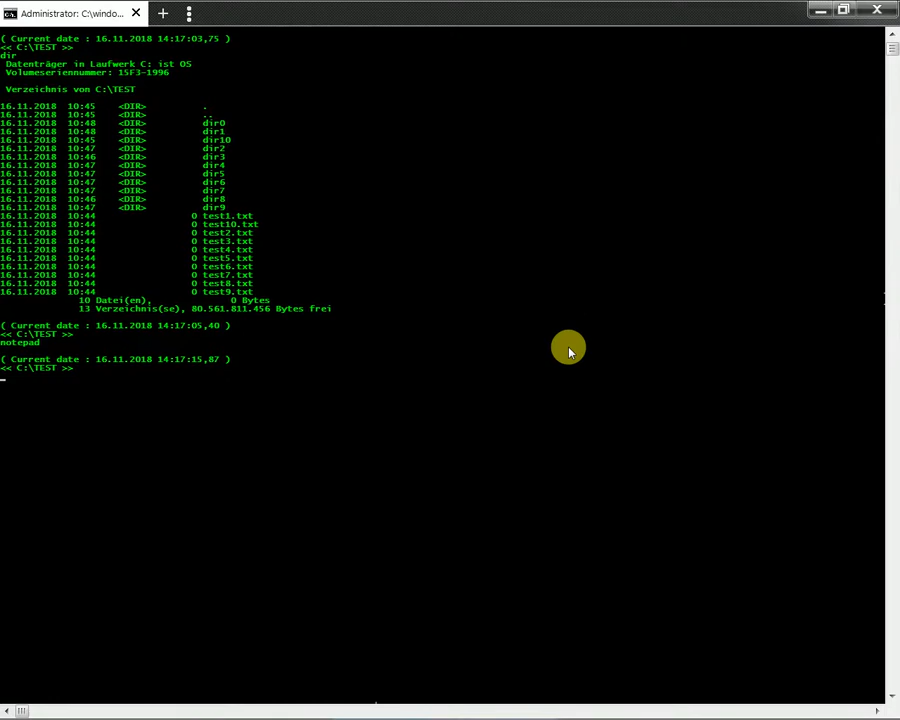 Administrator: C:\windo...
( Current date : 16.11.2018 14:17:03,75 )
<< C:\TEST >>
dir
Datenträger in Laufwerk C: ist OS
Volumeseriennummer: 15F3-1996
Verzeichnis von C:\TEST
16.11.2018 10:45 <DIR> .
16.11.2018 10:45 <DIR> ..
16.11.2018 10:48 <DIR> dir0
16.11.2018 10:48 <DIR> dir1
16.11.2018 10:45 <DIR> dir10
16.11.2018 10:47 <DIR> dir2
16.11.2018 10:46 <DIR> dir3
16.11.2018 10:47 <DIR> dir4
16.11.2018 10:47 <DIR> dir5
16.11.2018 10:47 <DIR> dir6
16.11.2018 10:47 <DIR> dir7
16.11.2018 10:46 <DIR> dir8
16.11.2018 10:47 <DIR> dir9
16.11.2018 10:44 0 test1.txt
16.11.2018 10:44 0 test10.txt
16.11.2018 10:44 0 test2.txt
16.11.2018 10:44 0 test3.txt
16.11.2018 10:44 0 test4.txt
16.11.2018 10:44 0 test5.txt
16.11.2018 10:44 0 test6.txt
16.11.2018 10:44 0 test7.txt
16.11.2018 10:44 0 test8.txt
16.11.2018 10:44 0 test9.txt
10 Datei(en), 0 Bytes
13 Verzeichnis(se), 80.561.811.456 Bytes frei
( Current date : 16.11.2018 14:17:05,40 )
<< C:\TEST >>
notepad
( Current date : 16.11.2018 14:17:15,87 )
<< C:\TEST >>